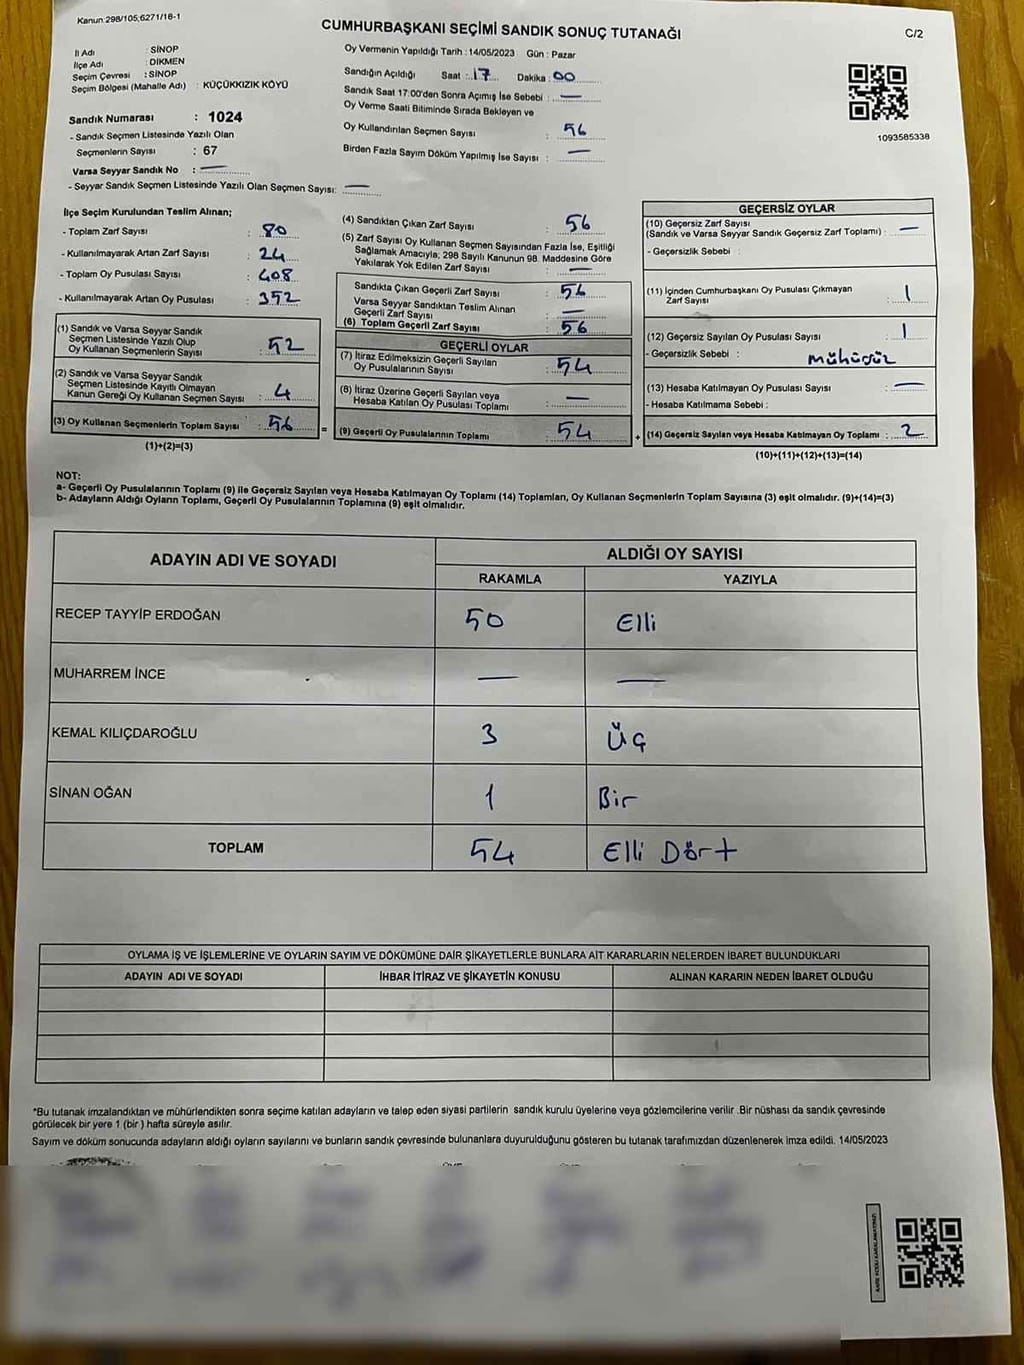 Kanun:298/105;6271/16-1
CUMHURBAŞKANI SEÇİMİ SANDIK SONUÇ TUTANAĞI
C/2
İl Adı : SİNOP
İlçe Adı : DİKMEN
Seçim Çevresi : SİNOP
Seçim Bölgesi (Mahalle Adı) : KÜÇÜKKIZIK KÖYÜ
Sandık Numarası : 1024
- Sandık Seçmen Listesinde Yazılı Olan
Seçmenlerin Sayısı : 67
Varsa Seyyar Sandık No : —
- Seyyar Sandık Seçmen Listesinde Yazılı Olan Seçmen Sayısı: —
Oy Vermenin Yapıldığı Tarih : 14/05/2023 Gün : Pazar
Sandığın Açıldığı Saat : 17 Dakika : 00
Sandık Saat 17:00'den Sonra Açılmış İse Sebebi : —
Oy Verme Saati Bitiminde Sırada Bekleyen ve
Oy Kullandırılan Seçmen Sayısı : 56
Birden Fazla Sayım Döküm Yapılmış İse Sayısı : —
1093585338
İlçe Seçim Kurulundan Teslim Alınan;
- Toplam Zarf Sayısı : 80
- Kullanılmayarak Artan Zarf Sayısı : 24
- Toplam Oy Pusulası Sayısı : 408
- Kullanılmayarak Artan Oy Pusulası : 352
(1) Sandık ve Varsa Seyyar Sandık
Seçmen Listesinde Yazılı Olup
Oy Kullanan Seçmenlerin Sayısı : 52
(2) Sandık ve Varsa Seyyar Sandık
Seçmen Listesinde Kayıtlı Olmayan
Kanun Gereği Oy Kullanan Seçmen Sayısı : 4
(3) Oy Kullanan Seçmenlerin Toplam Sayısı : 56
(1)+(2)=(3)
=
(4) Sandıktan Çıkan Zarf Sayısı : 56
(5) Zarf Sayısı Oy Kullanan Seçmen Sayısından Fazla İse, Eşitliği
Sağlamak Amacıyla; 298 Sayılı Kanunun 98. Maddesine Göre
Yakılarak Yok Edilen Zarf Sayısı : —
Sandıkta Çıkan Geçerli Zarf Sayısı : 56
Varsa Seyyar Sandıktan Teslim Alınan
Geçerli Zarf Sayısı : —
(6) Toplam Geçerli Zarf Sayısı : 56
GEÇERLİ OYLAR
(7) İtiraz Edilmeksizin Geçerli Sayılan
Oy Pusulalarının Sayısı : 54
(8) İtiraz Üzerine Geçerli Sayılan veya
Hesaba Katılan Oy Pusulası Toplamı : —
(9) Geçerli Oy Pusulalarının Toplamı : 54
+
GEÇERSİZ OYLAR
(10) Geçersiz Zarf Sayısı
(Sandık ve Varsa Seyyar Sandık Geçersiz Zarf Toplamı) : —
- Geçersizlik Sebebi :
(11) İçinden Cumhurbaşkanı Oy Pusulası Çıkmayan
Zarf Sayısı : 1
(12) Geçersiz Sayılan Oy Pusulası Sayısı : 1
- Geçersizlik Sebebi : mühürsüz
(13) Hesaba Katılmayan Oy Pusulası Sayısı : —
- Hesaba Katılmama Sebebi :
(14) Geçersiz Sayılan veya Hesaba Katılmayan Oy Toplamı : 2
(10)+(11)+(12)+(13)=(14)
NOT:
a- Geçerli Oy Pusulalarının Toplamı (9) ile Geçersiz Sayılan veya Hesaba Katılmayan Oy Toplamı (14) Toplamları, Oy Kullanan Seçmenlerin Toplam Sayısına (3) eşit olmalıdır. (9)+(14)=(3)
b- Adayların Aldığı Oyların Toplamı, Geçerli Oy Pusulalarının Toplamına (9) eşit olmalıdır.
ADAYIN ADI VE SOYADI
ALDIĞI OY SAYISI
RAKAMLA YAZIYLA
RECEP TAYYİP ERDOĞAN 50 Elli
MUHARREM İNCE — —
KEMAL KILIÇDAROĞLU 3 Üç
SİNAN OĞAN 1 Bir
TOPLAM 54 Elli Dört
OYLAMA İŞ VE İŞLEMLERİNE VE OYLARIN SAYIM VE DÖKÜMÜNE DAİR ŞİKAYETLERLE BUNLARA AİT KARARLARIN NELERDEN İBARET BULUNDUKLARI
ADAYIN ADI VE SOYADI İHBAR İTİRAZ VE ŞİKAYETİN KONUSU ALINAN KARARIN NEDEN İBARET OLDUĞU
*Bu tutanak imzalandıktan ve mühürlendikten sonra seçime katılan adayların ve talep eden siyasi partilerin sandık kurulu üyelerine veya gözlemcilerine verilir .Bir nüshası da sandık çevresinde
görülecek bir yere 1 (bir ) hafta süreyle asılır.
Sayım ve döküm sonucunda adayların aldığı oyların sayılarını ve bunların sandık çevresinde bulunanlara duyurulduğunu gösteren bu tutanak tarafımızdan düzenlenerek imza edildi. 14/05/2023